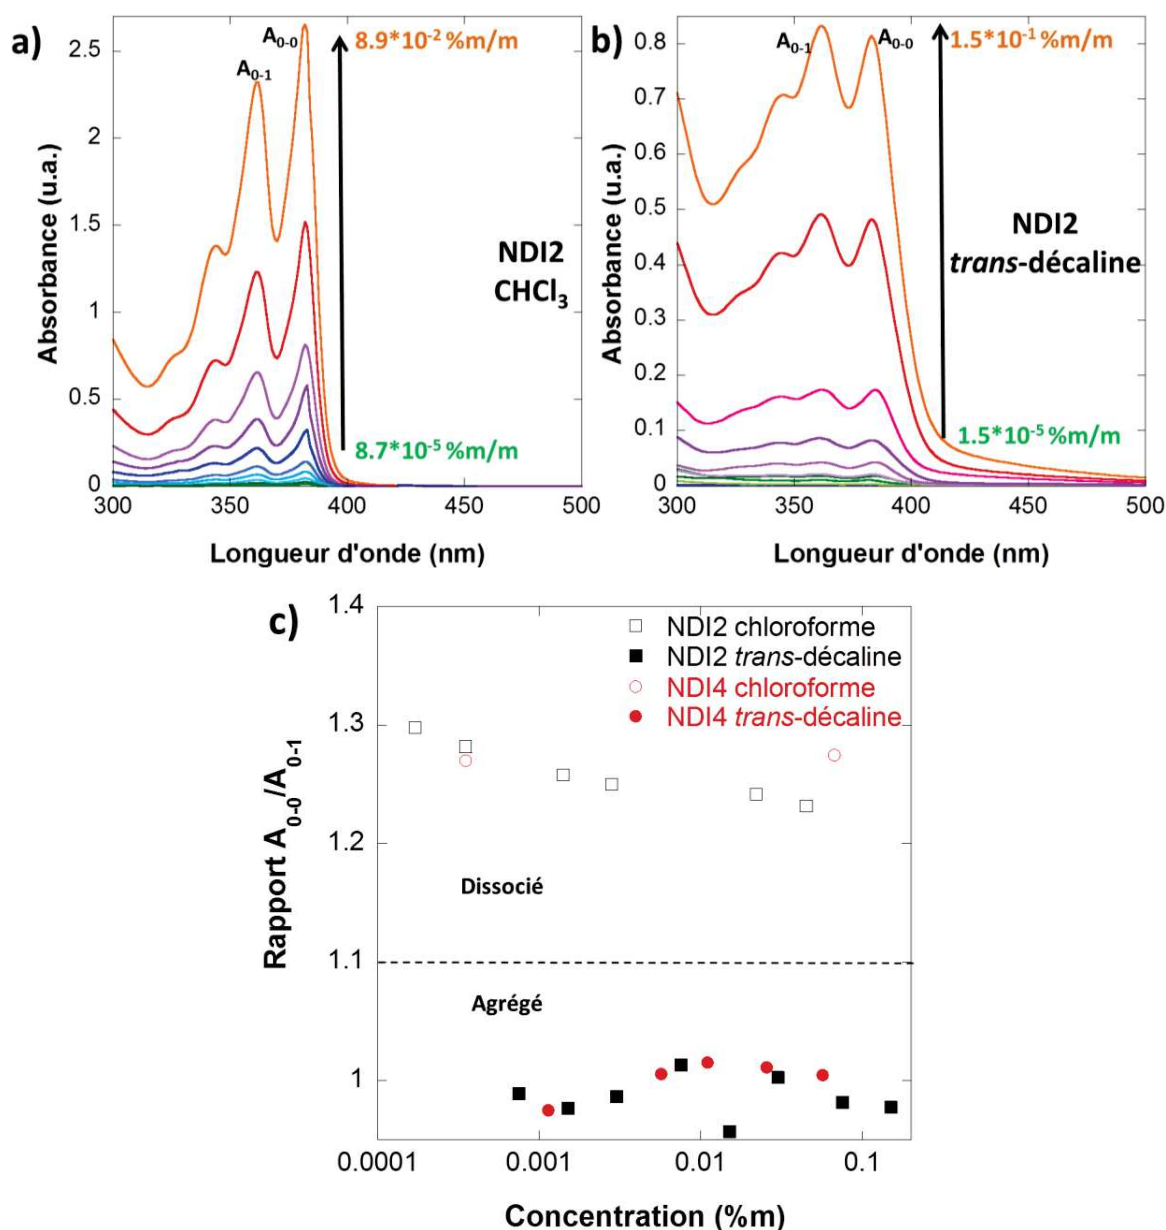 a)
2.5
2
1.5
1
0.5
0
300
350
400
450
500
Absorbance (u.a.)
Longueur d'onde (nm)
A0-1
A0-0
8.9*10-2 %m/m
8.7*10-5 %m/m
NDI2
CHCl3
b)
0.8
0.7
0.6
0.5
0.4
0.3
0.2
0.1
0
300
350
400
450
500
Absorbance (u.a.)
Longueur d'onde (nm)
A0-1
A0-0
1.5*10-1 %m/m
1.5*10-5 %m/m
NDI2
trans-décaline
c)
1.4
1.3
1.2
1.1
1
Rapport A0-0/A0-1
NDI2 chloroforme
NDI2 trans-décaline
NDI4 chloroforme
NDI4 trans-décaline
Dissocié
Agrégé
0.0001
0.001
0.01
0.1
Concentration (%m)